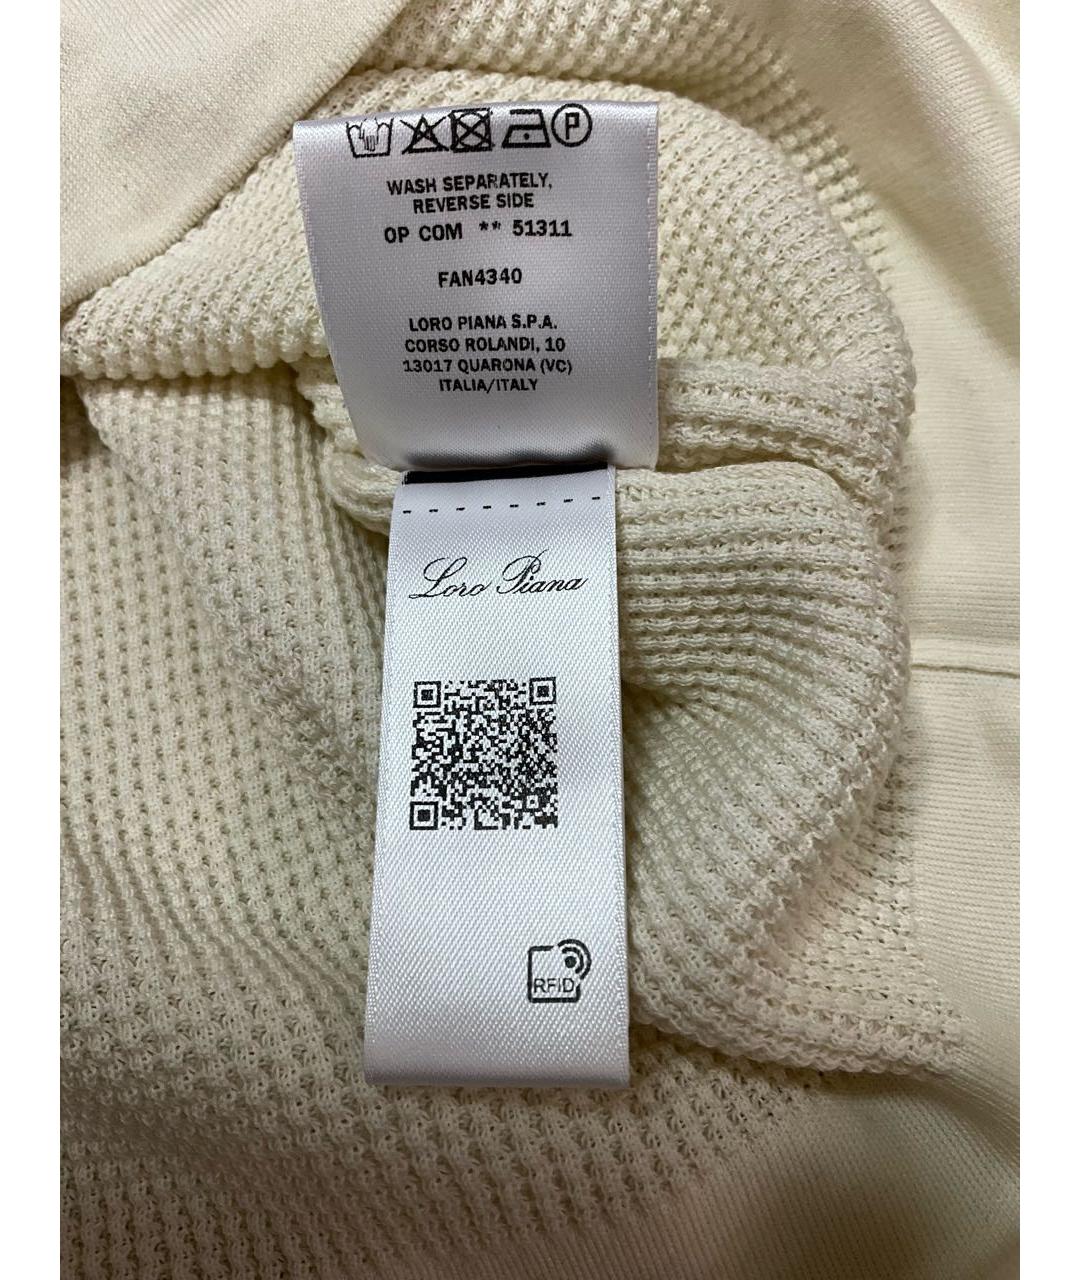 P
WASH SEPARATELY,
REVERSE SIDE
OP COM ** 51311
FAN4340
LORO PIANA S.P.A.
CORSO ROLANDI, 10
13017 QUARONA (VC)
ITALIA/ITALY
Loro Piana
RFID